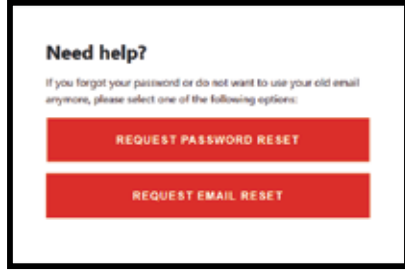 Need help?
If you forgot your password or do not want to use your old email
anymore, please select one of the following options:
REQUEST PASSWORD RESET
REQUEST EMAIL RESET